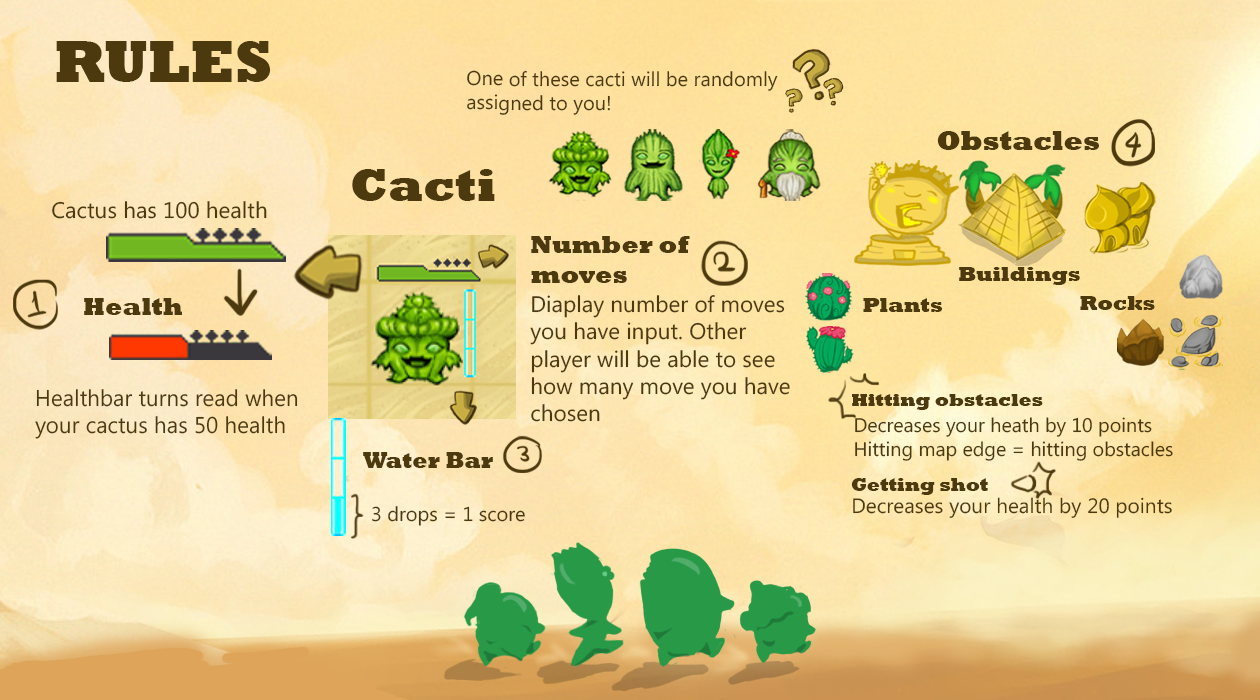 RULES
One of these cacti will be randomly
assigned to you!
???
Cacti
Cactus has 100 health
1
Health
Healthbar turns read when
your cactus has 50 health
Number of
moves
2
Diaplay number of moves
you have input. Other
player will be able to see
how many move you have
chosen
Water Bar
3
3 drops = 1 score
Obstacles
4
Buildings
Plants
Rocks
Hitting obstacles
Decreases your heath by 10 points
Hitting map edge = hitting obstacles
Getting shot
Decreases your health by 20 points